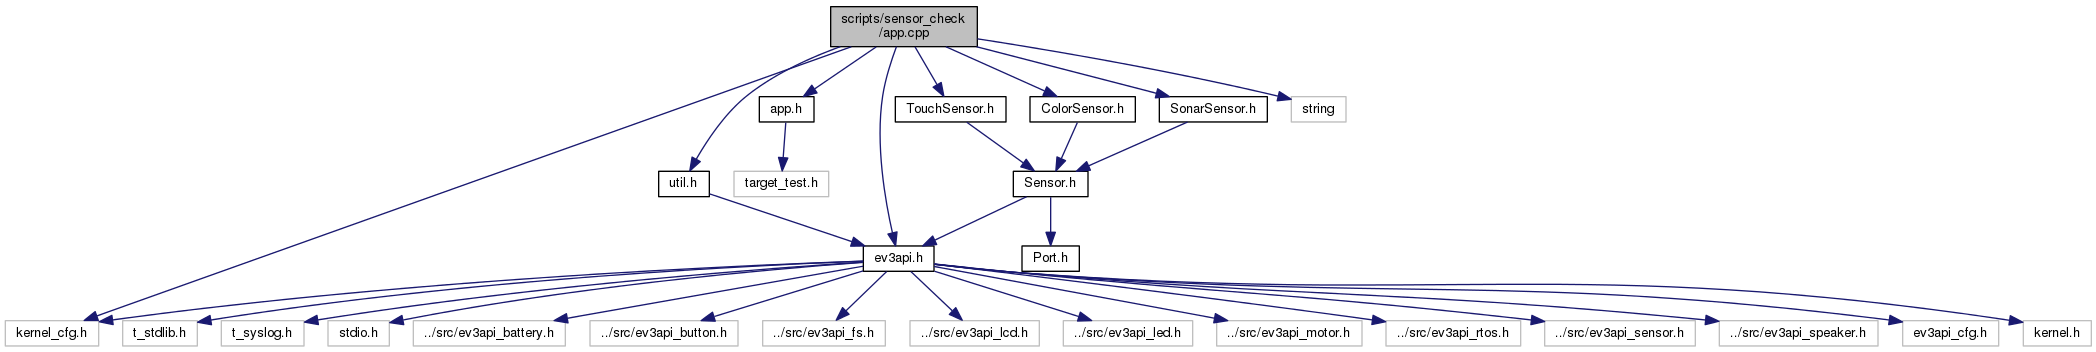 scripts/sensor_check
/app.cpp
app.h
TouchSensor.h
ColorSensor.h
SonarSensor.h
string
util.h
target_test.h
Sensor.h
ev3api.h
Port.h
kernel_cfg.h
t_stdlib.h
t_syslog.h
stdio.h
../src/ev3api_battery.h
../src/ev3api_button.h
../src/ev3api_fs.h
../src/ev3api_lcd.h
../src/ev3api_led.h
../src/ev3api_motor.h
../src/ev3api_rtos.h
../src/ev3api_sensor.h
../src/ev3api_speaker.h
ev3api_cfg.h
kernel.h